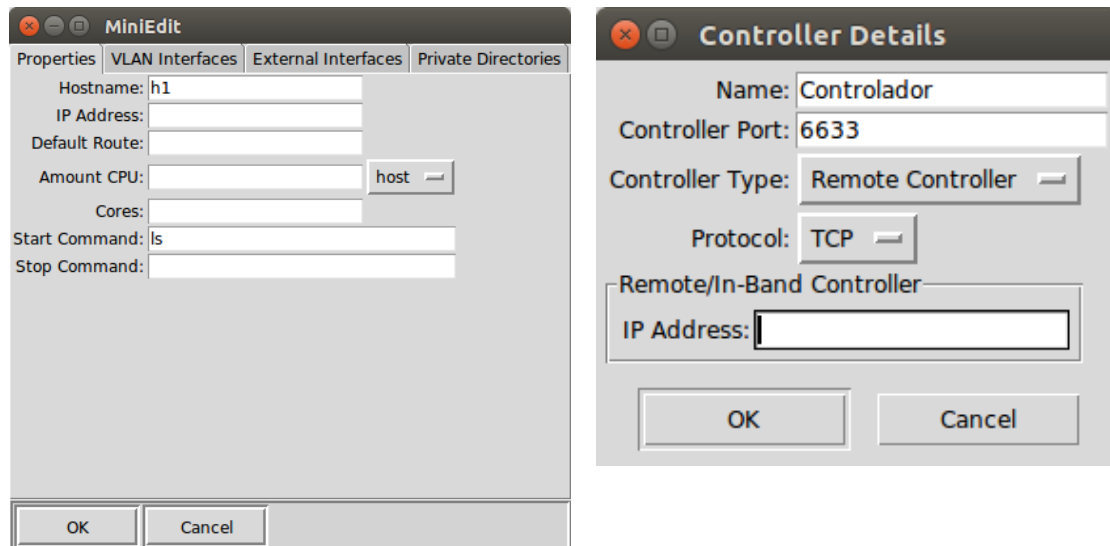 MiniEdit
Properties VLAN Interfaces External Interfaces Private Directories
Hostname: h1
IP Address:
Default Route:
Amount CPU: host
Cores:
Start Command: ls
Stop Command:
OK Cancel
Controller Details
Name: Controlador
Controller Port: 6633
Controller Type: Remote Controller
Protocol: TCP
Remote/In-Band Controller
IP Address:
OK Cancel